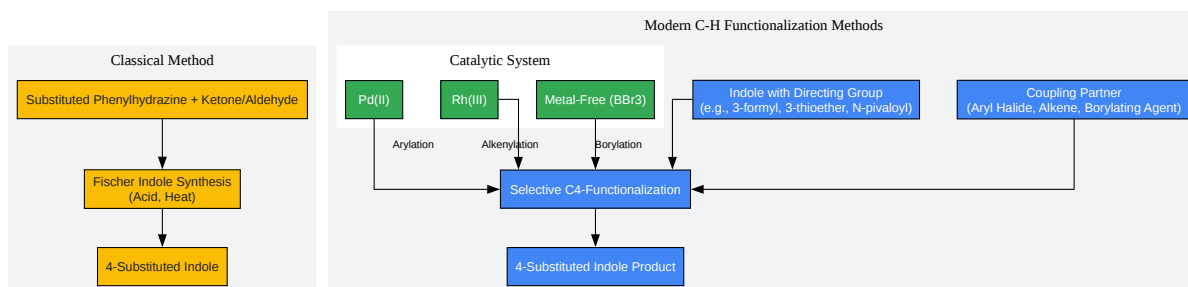 Modern C-H Functionalization Methods
Classical Method
Catalytic System
Substituted Phenylhydrazine + Ketone/Aldehyde
Pd(II)
Rh(III)
Metal-Free (BBr3)
Indole with Directing Group
(e.g., 3-formyl, 3-thioether, N-pivaloyl)
Coupling Partner
(Aryl Halide, Alkene, Borylating Agent)
Arylation
Alkenylation
Borylation
Fischer Indole Synthesis
(Acid, Heat)
Selective C4-Functionalization
4-Substituted Indole
4-Substituted Indole Product